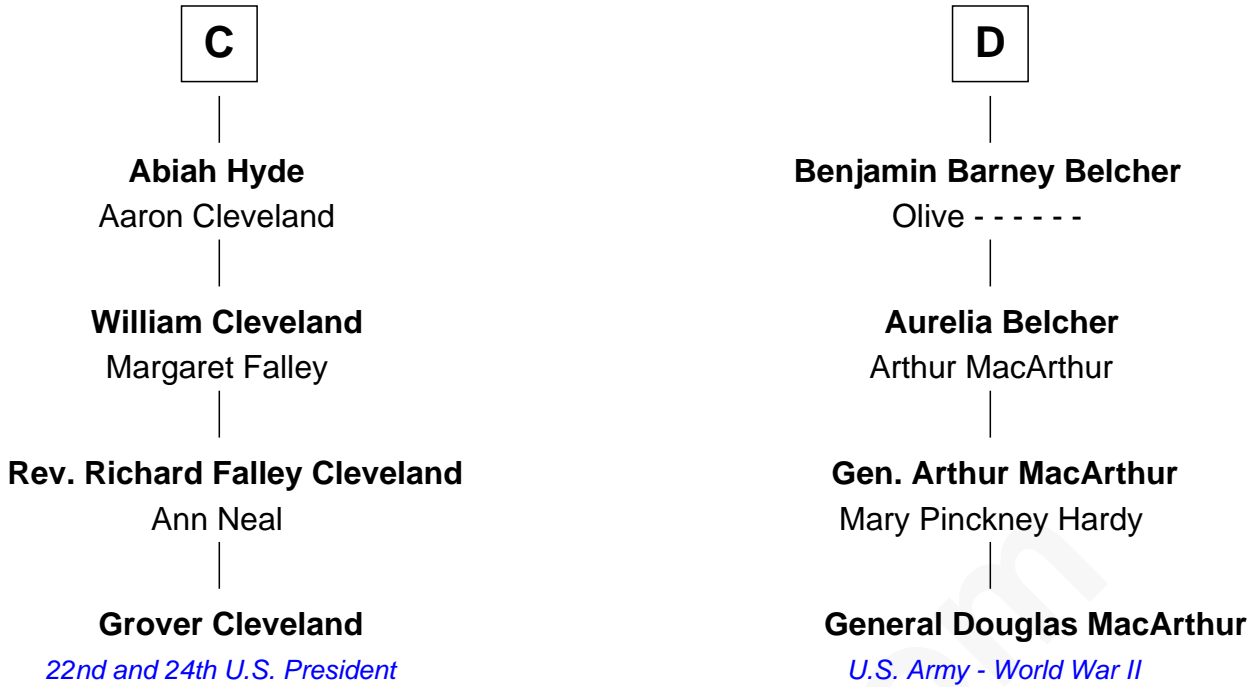 C
Abiah Hyde
Aaron Cleveland
William Cleveland
Margaret Falley
Rev. Richard Falley Cleveland
Ann Neal
Grover Cleveland
22nd and 24th U.S. President
D
Benjamin Barney Belcher
Olive - - - - - -
Aurelia Belcher
Arthur MacArthur
Gen. Arthur MacArthur
Mary Pinckney Hardy
General Douglas MacArthur
U.S. Army - World War II